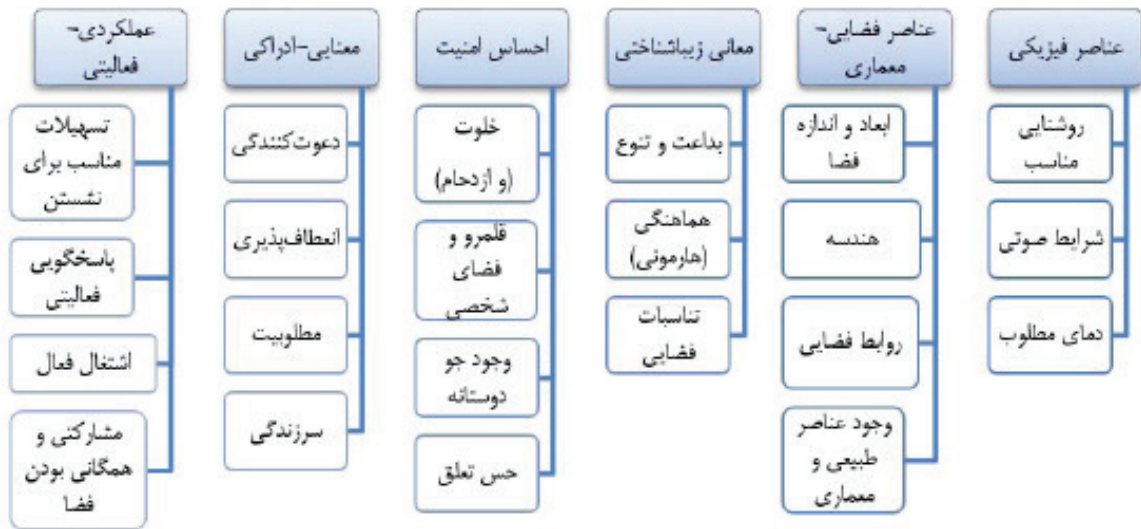 عناصر فیزیکی
روشنایی
مناسب
شرایط صوتی
دمای مطلوب
عناصر فضایی-
معماری
ابعاد و اندازه
فضا
هندسه
روابط فضایی
وجود عناصر
طبیعی و
معماری
معانی زیباشناختی
بداعت و تنوع
هماهنگی
(هارمونی)
تناسبات
فضایی
احساس امنیت
خلوت
(و ازدحام)
قلمرو و
فضای
شخصی
وجود جو
دوستانه
حس تعلق
معنایی-ادراکی
دعوت‌کنندگی
انعطاف‌پذیری
مطلوبیت
سرزندگی
عملکردی-
فعالیتی
تسهیلات
مناسب برای
نشستن
پاسخگویی
فعالیتی
اشتغال فعال
مشارکتی و
همگانی بودن
فضا